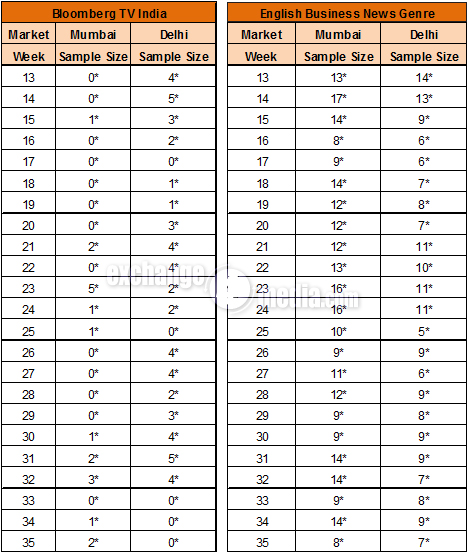 Bloomberg TV India English Business News Genre
Market Mumbai Delhi Market Mumbai Delhi
Week Sample Size Sample Size Week Sample Size Sample Size
13 0* 4* 13 13* 14*
14 0* 5* 14 17* 13*
15 1* 3* 15 14* 9*
16 0* 2* 16 8* 6*
17 0* 0* 17 9* 6*
18 0* 1* 18 14* 7*
19 0* 1* 19 12* 8*
20 0* 3* 20 12* 7*
21 2* 4* 21 12* 11*
22 0* 4* 22 13* 10*
23 5* 2* 23 16* 11*
24 1* 2* 24 16* 11*
25 1* 0* 25 10* 5*
26 0* 4* 26 9* 9*
27 0* 4* 27 11* 6*
28 0* 2* 28 12* 9*
29 0* 3* 29 9* 8*
30 1* 4* 30 9* 9*
31 2* 5* 31 14* 9*
32 3* 4* 32 14* 7*
33 0* 0* 33 9* 8*
34 1* 0* 34 14* 9*
35 2* 0* 35 8* 7*
exchange4media.com